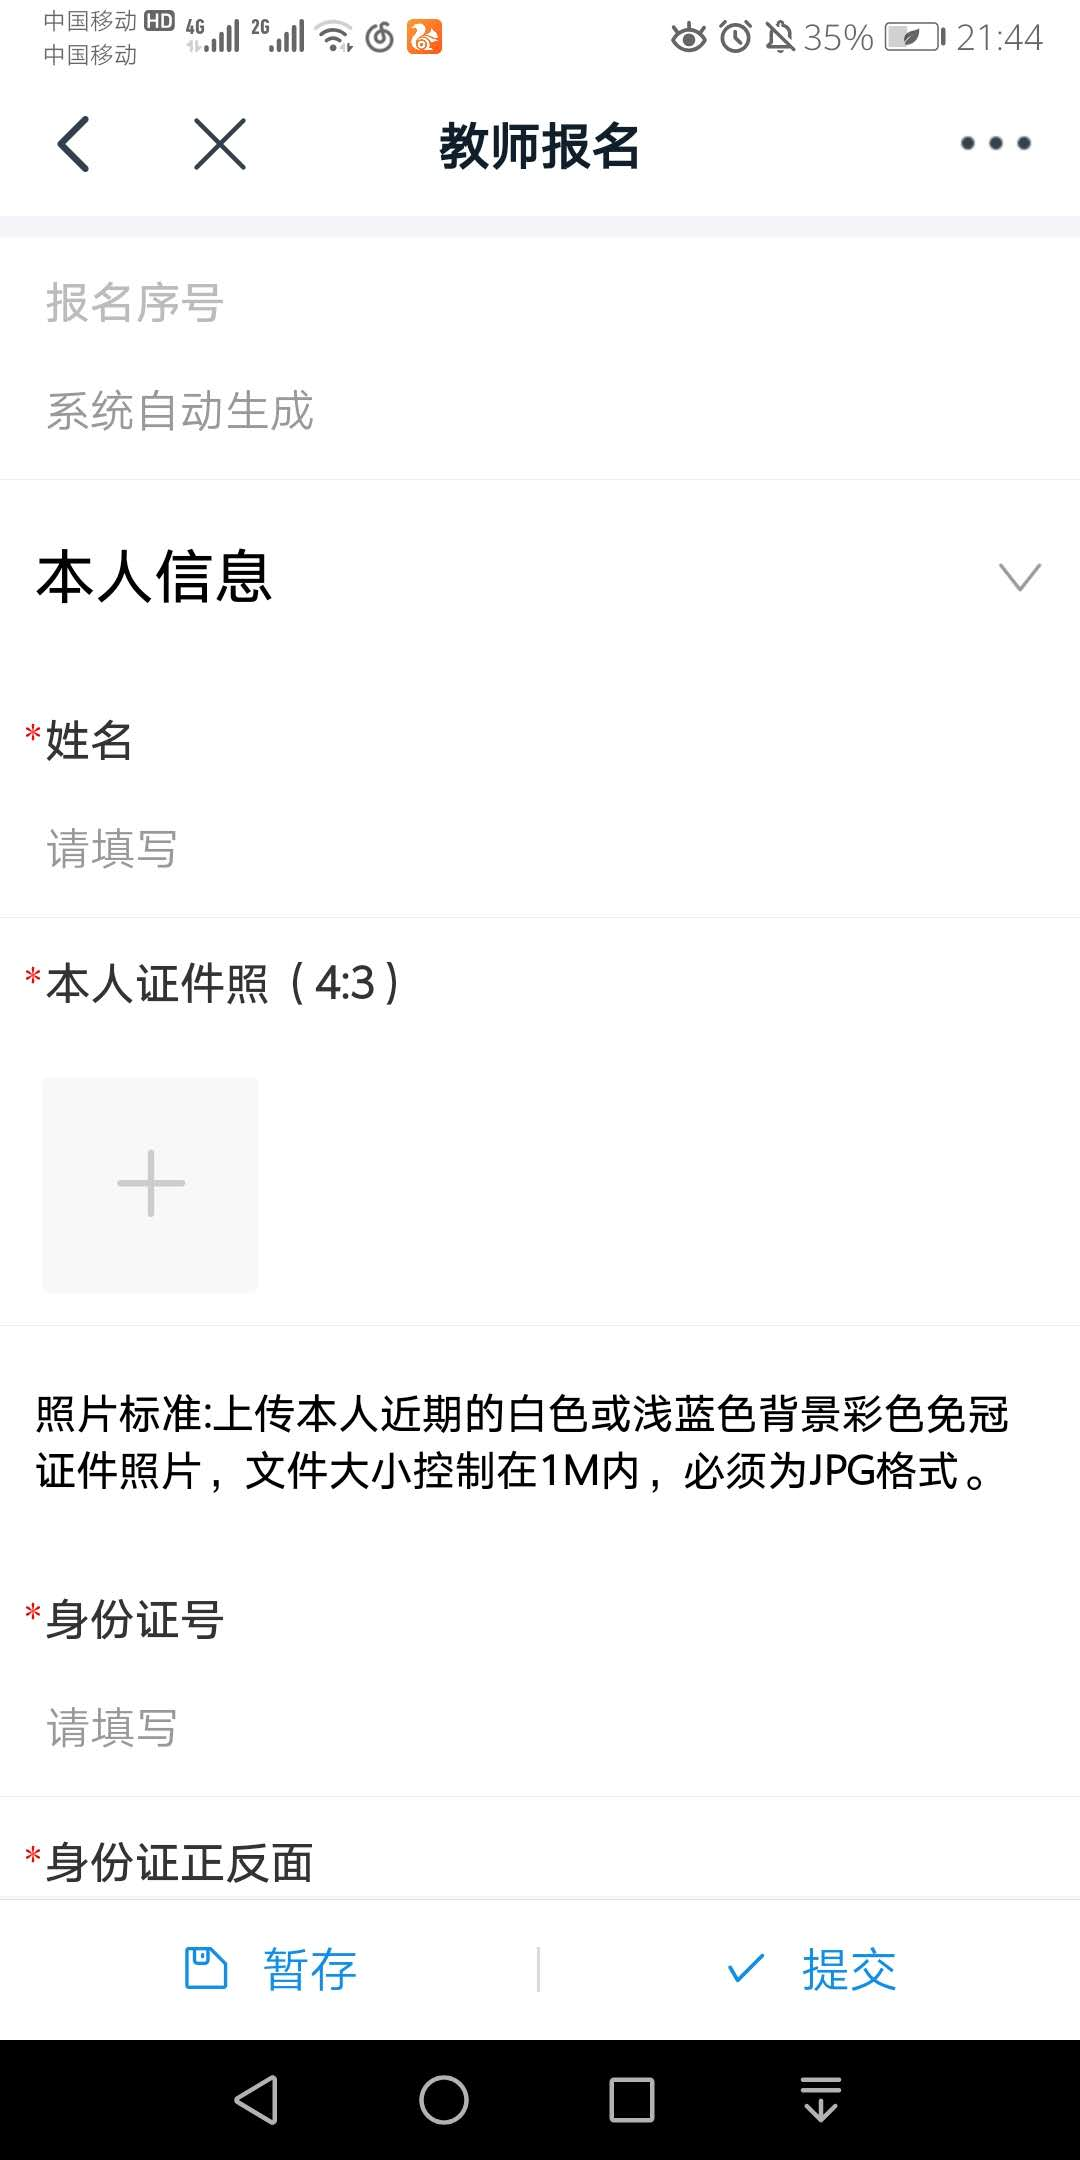 中国移动 HD 4G 2G 35% 21:44
中国移动
教师报名
报名序号
系统自动生成
本人信息
*姓名
请填写
*本人证件照（4:3）
照片标准:上传本人近期的白色或浅蓝色背景彩色免冠
证件照片，文件大小控制在1M内，必须为JPG格式。
*身份证号
请填写
*身份证正反面
暂存 提交